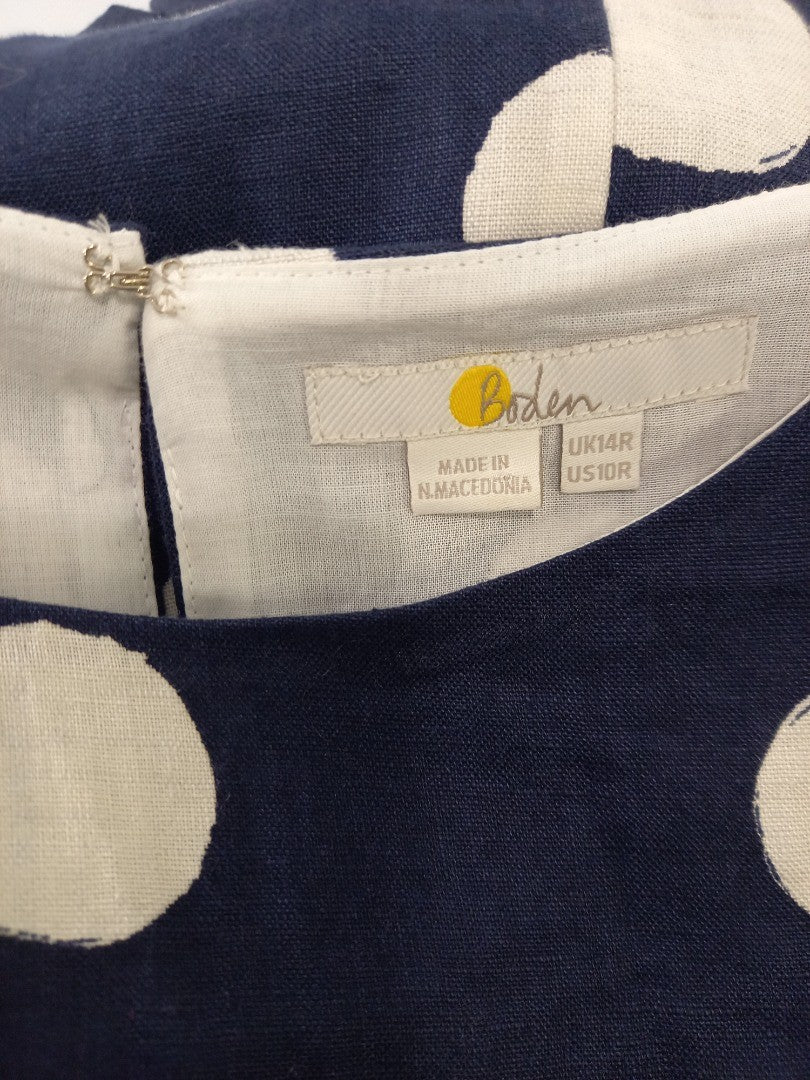 Boden
MADE IN
N.MACEDONIA
UK14R
US10R